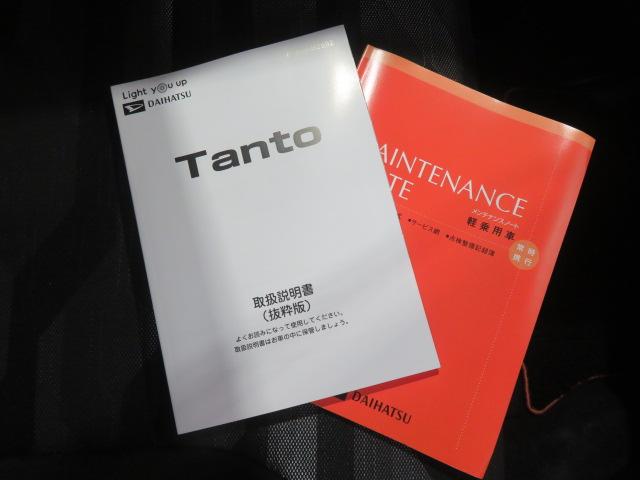 Light you up
DAIHATSU
Tanto
取扱説明書
(抜粋版)
よくお読みになって使用してください。
取扱説明書はお車の中に保管しましょう。
MAINTENANCE
メンテナンスノート
軽乗用車
•サービス網 •点検整備記録簿
常時
携行
DAIHATSU